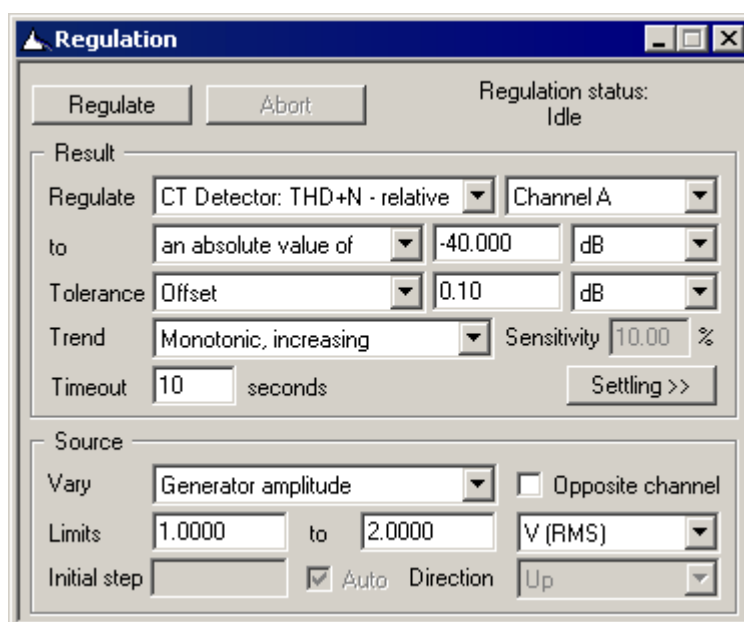 Regulation
Regulate Abort Regulation status:
Idle
Result
Regulate CT Detector: THD+N - relative Channel A
to an absolute value of -40.000 dB
Tolerance Offset 0.10 dB
Trend Monotonic, increasing Sensitivity 10.00 %
Timeout 10 seconds Settling >>
Source
Vary Generator amplitude Opposite channel
Limits 1.0000 to 2.0000 V (RMS)
Initial step Auto Direction Up